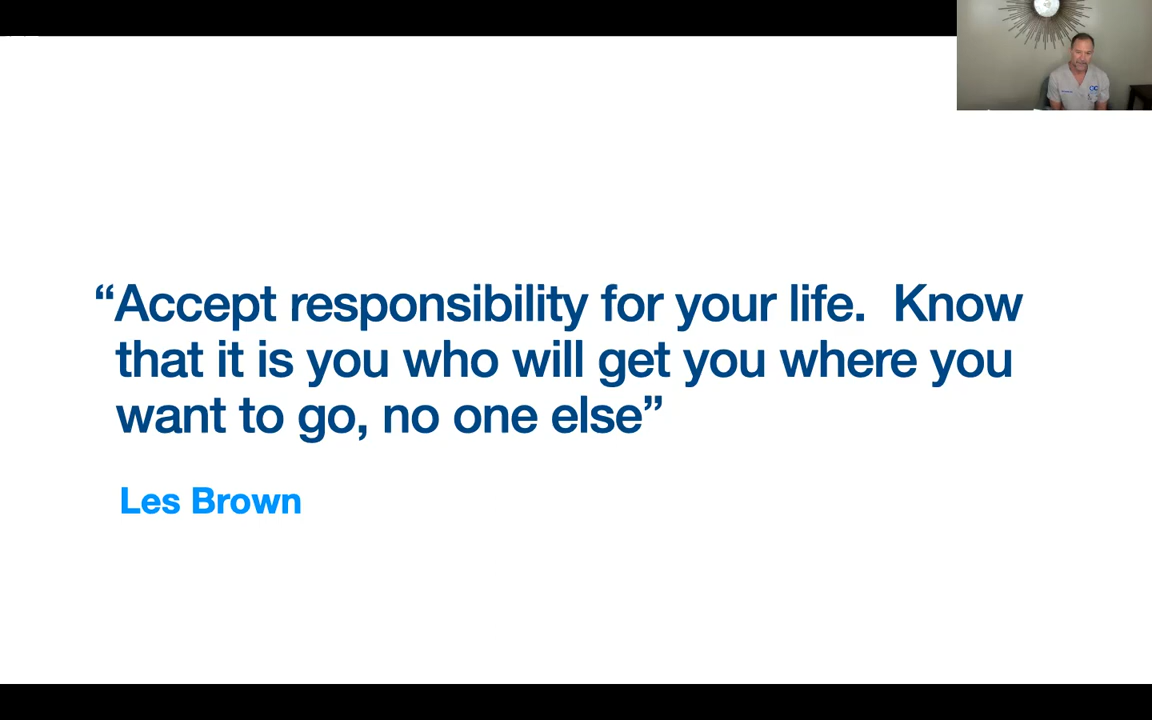 “Accept responsibility for your life.  Know
that it is you who will get you where you
want to go, no one else”
Les Brown